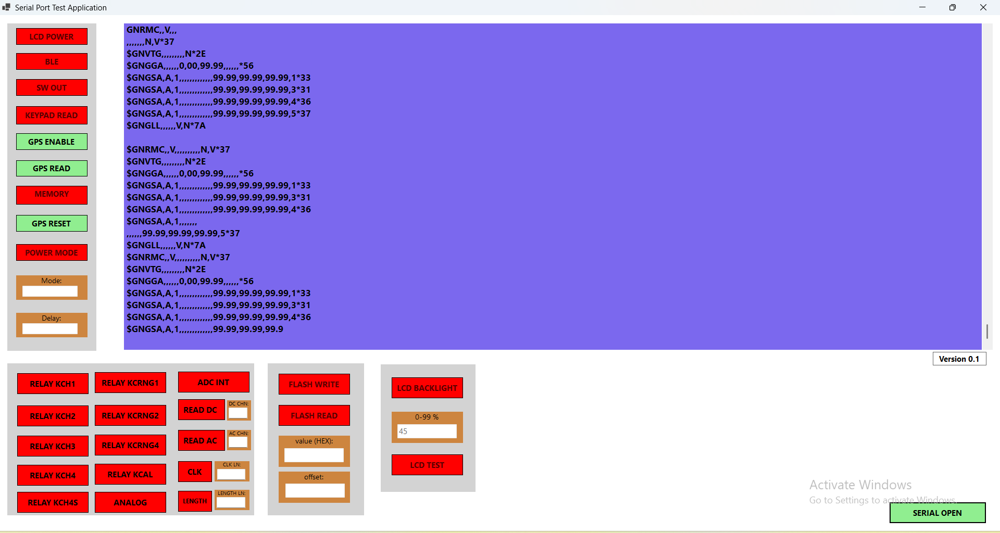 Serial Port Test Application
LCD POWER
BLE
SW OUT
KEYPAD READ
GPS ENABLE
GPS READ
MEMORY
GPS RESET
POWER MODE
Mode:
Delay:
GNRMC,,V,,,
,,,,,,,N,V*37
$GNVTG,,,,,,,,,N*2E
$GNGGA,,,,,,0,00,99.99,,,,,,*56
$GNGSA,A,1,,,,,,,,,,,,,99.99,99.99,99.99,1*33
$GNGSA,A,1,,,,,,,,,,,,,99.99,99.99,99.99,3*31
$GNGSA,A,1,,,,,,,,,,,,,99.99,99.99,99.99,4*36
$GNGSA,A,1,,,,,,,,,,,,,99.99,99.99,99.99,5*37
$GNGLL,,,,,,V,N*7A
$GNRMC,,V,,,,,,,,,,N,V*37
$GNVTG,,,,,,,,,N*2E
$GNGGA,,,,,,0,00,99.99,,,,,,*56
$GNGSA,A,1,,,,,,,,,,,,,99.99,99.99,99.99,1*33
$GNGSA,A,1,,,,,,,,,,,,,99.99,99.99,99.99,3*31
$GNGSA,A,1,,,,,,,,,,,,,99.99,99.99,99.99,4*36
$GNGSA,A,1,,,,,,,
,,,,,,99.99,99.99,99.99,5*37
$GNGLL,,,,,,V,N*7A
$GNRMC,,V,,,,,,,,,,N,V*37
$GNVTG,,,,,,,,,N*2E
$GNGGA,,,,,,0,00,99.99,,,,,,*56
$GNGSA,A,1,,,,,,,,,,,,,99.99,99.99,99.99,1*33
$GNGSA,A,1,,,,,,,,,,,,,99.99,99.99,99.99,3*31
$GNGSA,A,1,,,,,,,,,,,,,99.99,99.99,99.99,4*36
$GNGSA,A,1,,,,,,,,,,,,,99.99,99.99,99.9
Version 0.1
RELAY KCH1
RELAY KCH2
RELAY KCH3
RELAY KCH4
RELAY KCH4S
RELAY KCRNG1
RELAY KCRNG2
RELAY KCRNG4
RELAY KCAL
ANALOG
ADC INT
READ DC
DC CHN:
READ AC
AC CHN:
CLK
CLK LN:
LENGTH
LENGTH LN:
FLASH WRITE
FLASH READ
value (HEX):
offset:
LCD BACKLIGHT
0-99 %
45
LCD TEST
Activate Windows
Go to Settings to activate Windows.
SERIAL OPEN